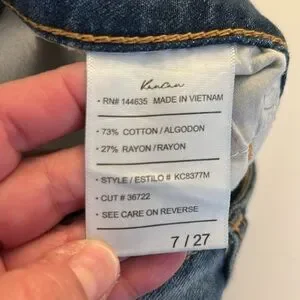 KanCan
• RN# 144635 MADE IN VIETNAM
• 73% COTTON / ALGODON
• 27% RAYON / RAYON
• STYLE / ESTILO # KC8377M
• CUT # 36722
• SEE CARE ON REVERSE
7 / 27